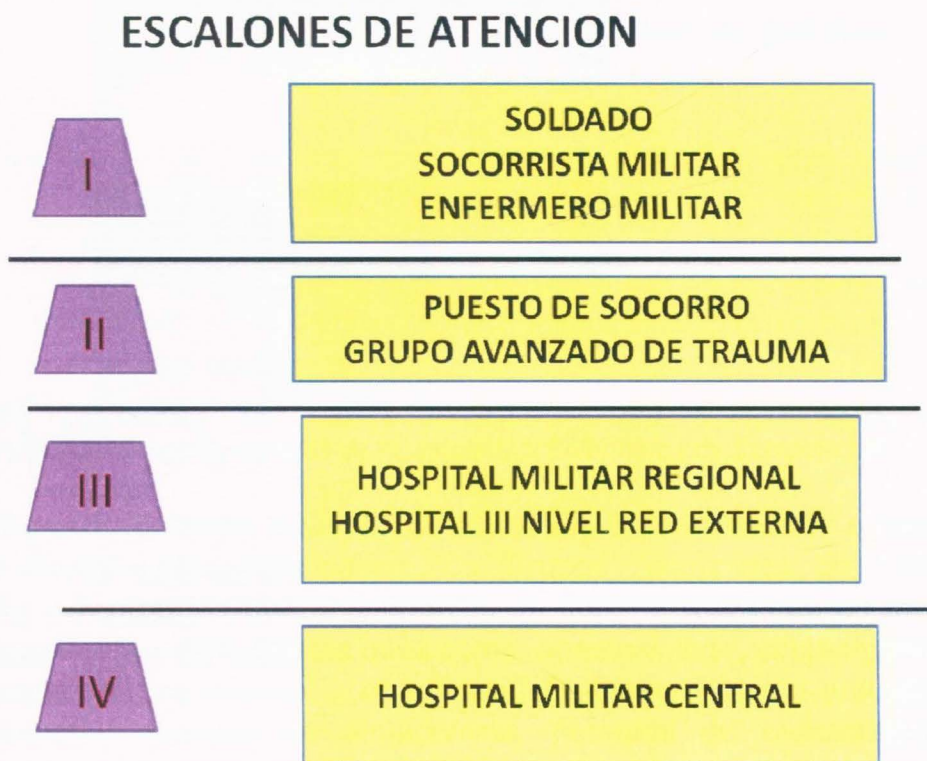 ESCALONES DE ATENCION
I
SOLDADO
SOCORRISTA MILITAR
ENFERMERO MILITAR
II
PUESTO DE SOCORRO
GRUPO AVANZADO DE TRAUMA
III
HOSPITAL MILITAR REGIONAL
HOSPITAL III NIVEL RED EXTERNA
IV
HOSPITAL MILITAR CENTRAL